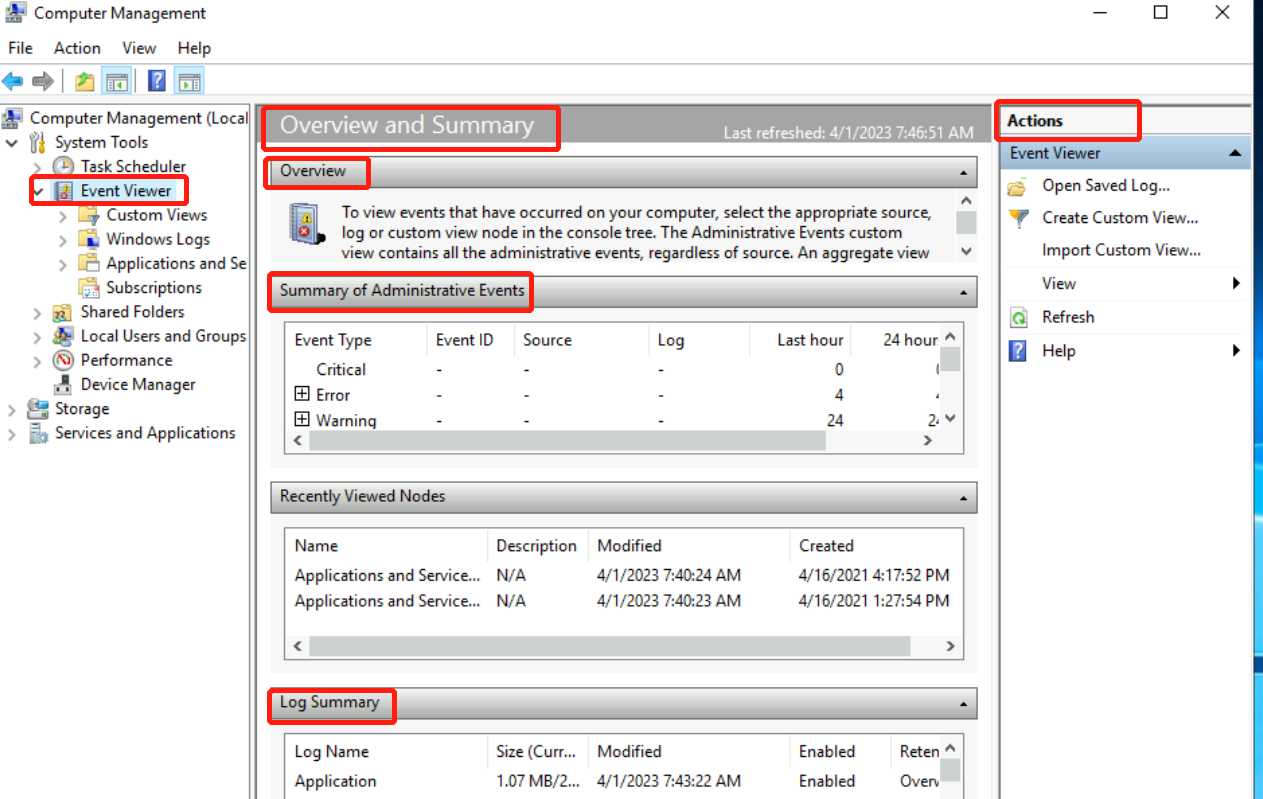 Computer Management
File Action View Help
Computer Management (Local
System Tools
Task Scheduler
Event Viewer
Custom Views
Windows Logs
Applications and Se
Subscriptions
Shared Folders
Local Users and Groups
Performance
Device Manager
Storage
Services and Applications
Overview and Summary
Last refreshed: 4/1/2023 7:46:51 AM
Overview
To view events that have occurred on your computer, select the appropriate source,
log or custom view node in the console tree. The Administrative Events custom
view contains all the administrative events, regardless of source. An aggregate view
Summary of Administrative Events
Event Type Event ID Source Log Last hour 24 hour
Critical - - - 0
Error - - - 4
Warning - - - 24
Recently Viewed Nodes
Name Description Modified Created
Applications and Service... N/A 4/1/2023 7:40:24 AM 4/16/2021 4:17:52 PM
Applications and Service... N/A 4/1/2023 7:40:23 AM 4/16/2021 1:27:54 PM
Log Summary
Log Name Size (Curr... Modified Enabled Reten
Application 1.07 MB/2... 4/1/2023 7:43:22 AM Enabled Overw
Actions
Event Viewer
Open Saved Log...
Create Custom View...
Import Custom View...
View
Refresh
Help